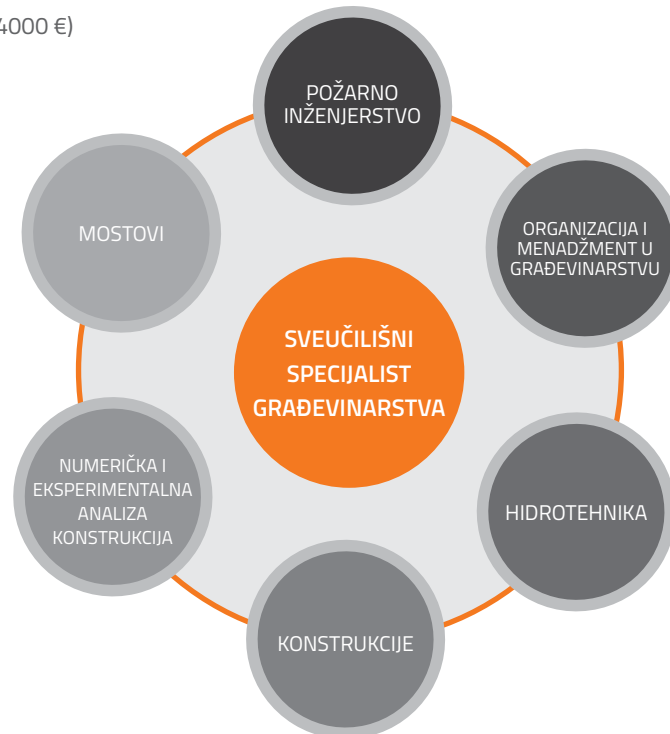 4000 €)
POŽARNO
INŽENJERSTVO
MOSTOVI
ORGANIZACIJA I
MENADŽMENT U
GRAĐEVINARSTVU
SVEUČILIŠNI
SPECIJALIST
GRAĐEVINARSTVA
NUMERIČKA I
EKSPERIMENTALNA
ANALIZA
KONSTRUKCIJA
HIDROTEHNIKA
KONSTRUKCIJE